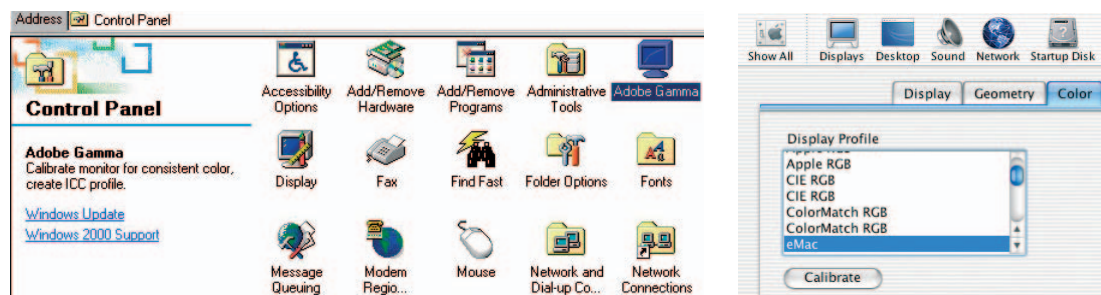 Address Control Panel
Control Panel
Adobe Gamma
Calibrate monitor for consistent color,
create ICC profile.
Windows Update
Windows 2000 Support
Accessibility
Options
Add/Remove
Hardware
Add/Remove
Programs
Administrative
Tools
Adobe Gamma
Display
Fax
Find Fast
Folder Options
Fonts
Message
Queuing
Modem
Regio...
Mouse
Network and
Dial-up Co...
Network
Connections
Show All
Displays
Desktop
Sound
Network
Startup Disk
Display
Geometry
Color
Display Profile
Apple RGB
CIE RGB
CIE RGB
ColorMatch RGB
ColorMatch RGB
eMac
Calibrate